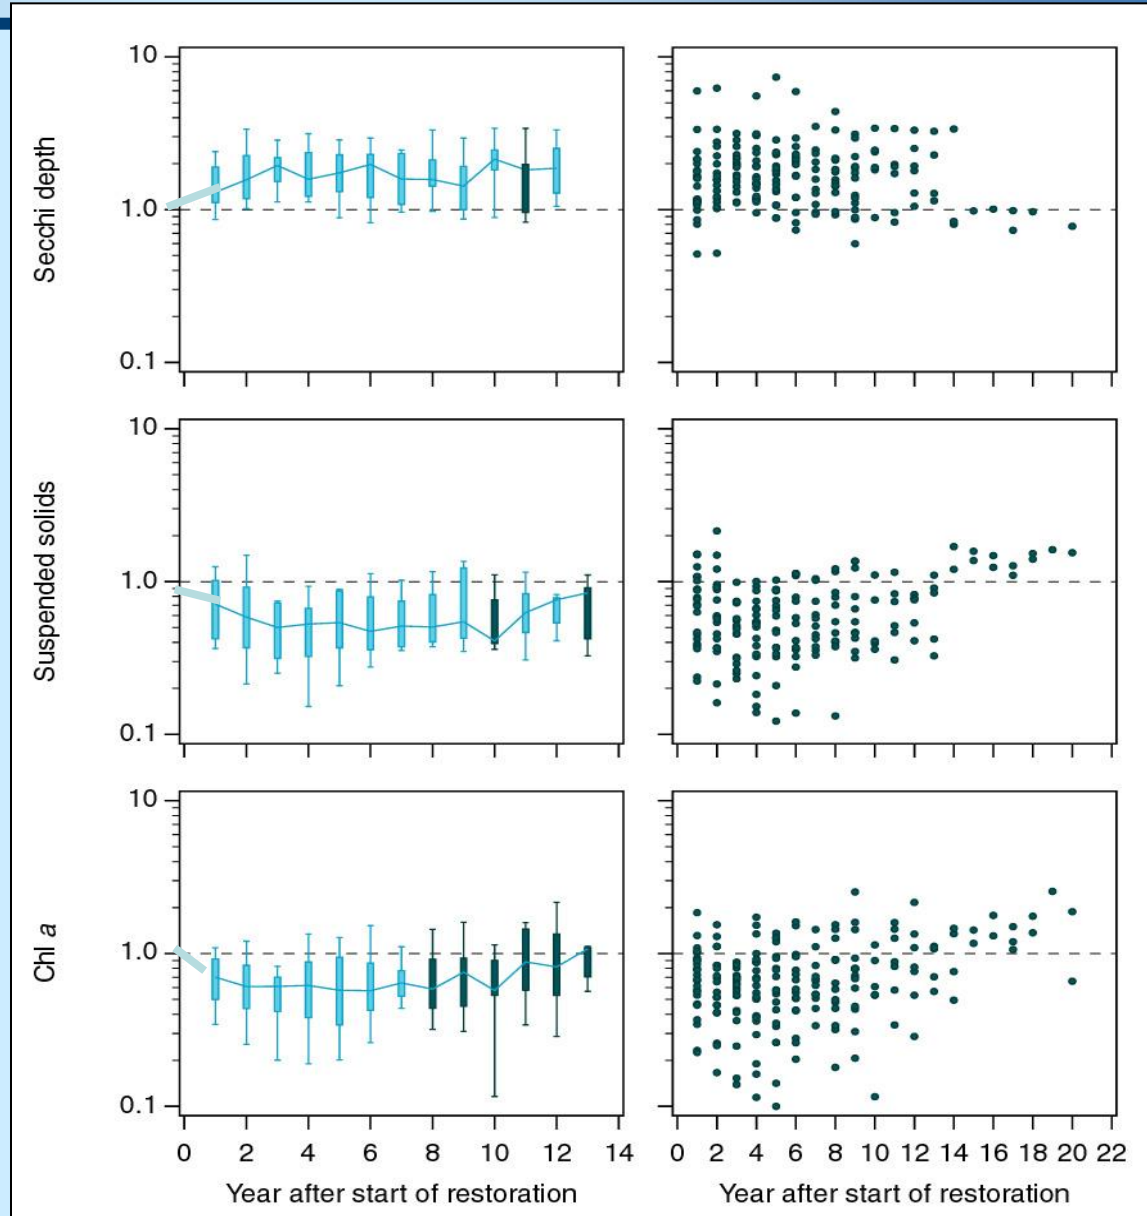 10
1.0
0.1
Secchi depth
10
1.0
0.1
Suspended solids
10
1.0
0.1
Chl a
0 2 4 6 8 10 12 14
0 2 4 6 8 10 12 14 16 18 20 22
Year after start of restoration
Year after start of restoration